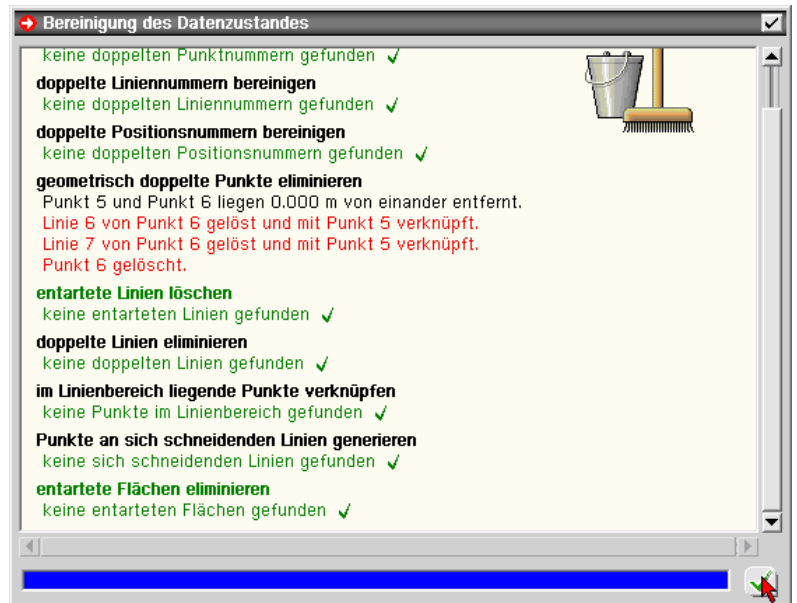 Bereinigung des Datenzustandes
keine doppelten Punktnummern gefunden
doppelte Liniennummern bereinigen
keine doppelten Liniennummern gefunden
doppelte Positionsnummern bereinigen
keine doppelten Positionsnummern gefunden
geometrisch doppelte Punkte eliminieren
Punkt 5 und Punkt 6 liegen 0.000 m von einander entfernt.
Linie 6 von Punkt 6 gelöst und mit Punkt 5 verknüpft.
Linie 7 von Punkt 6 gelöst und mit Punkt 5 verknüpft.
Punkt 6 gelöscht.
entartete Linien löschen
keine entarteten Linien gefunden
doppelte Linien eliminieren
keine doppelten Linien gefunden
im Linienbereich liegende Punkte verknüpfen
keine Punkte im Linienbereich gefunden
Punkte an sich schneidenden Linien generieren
keine sich schneidenden Linien gefunden
entartete Flächen eliminieren
keine entarteten Flächen gefunden